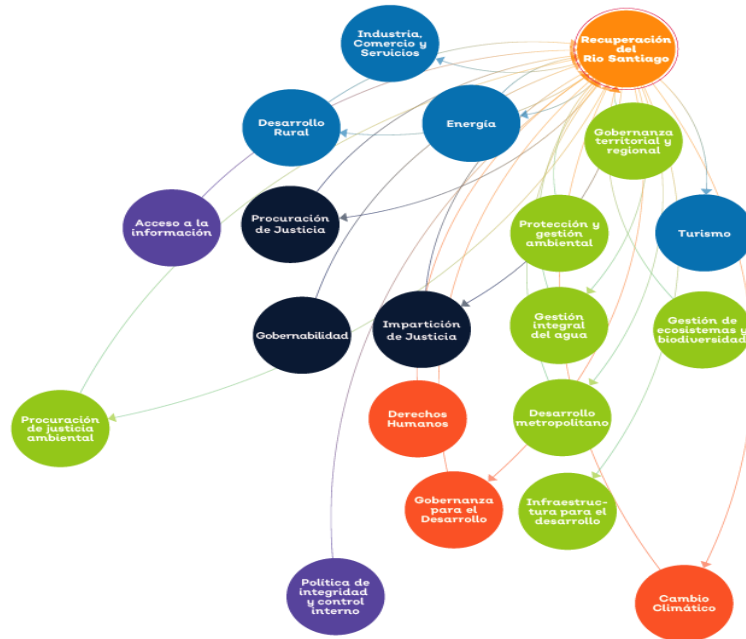 Industria,
Comercio y
Servicios
Recuperación
del
Río Santiago
Desarrollo
Rural
Energía
Gobernanza
territorial y
regional
Acceso a la
información
Procuración
de Justicia
Protección y
gestión
ambiental
Turismo
Gobernabilidad
Impartición
de Justicia
Gestión
integral
del agua
Gestión de
ecosistemas y
biodiversidad
Procuración
de justicia
ambiental
Derechos
Humanos
Desarrollo
metropolitano
Gobernanza
para el
Desarrollo
Infraestruc-
tura para el
desarrollo
Política de
integridad
y control
interno
Cambio
Climático